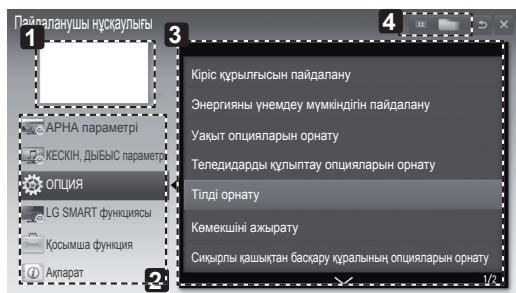 Пайдаланушы нұсқаулығы
4
1
3
Кіріс құрылғысын пайдалану
Энергияны үнемдеу мүмкіндігін пайдалану
Уақыт опцияларын орнату
Теледидарды құлыптау опцияларын орнату
Тілді орнату
Көмекшіні ажырату
Сиқырлы қашықтан басқару құралының опцияларын орнату
1/2
АРНА параметрі
КЕСКІН, ДЫБЫС параметр
ОПЦИЯ
LG SMART функциясы
Қосымша функция
Ақпарат
2